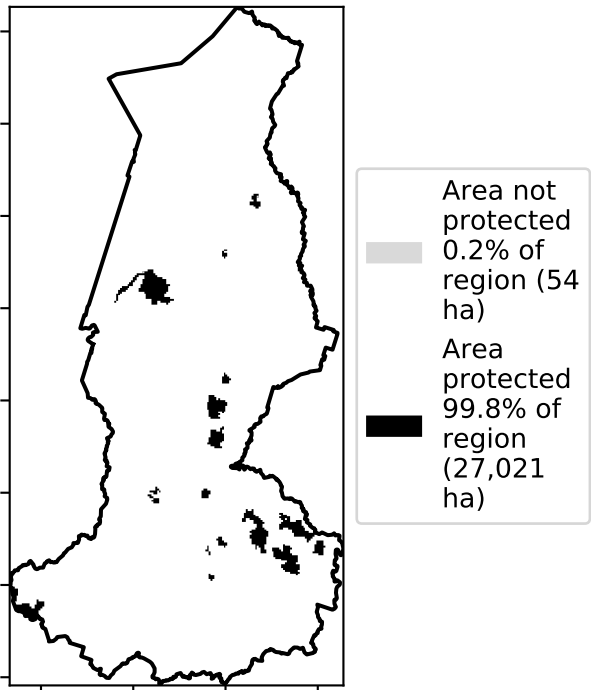 Area not
protected
0.2% of
region (54
ha)
Area
protected
99.8% of
region
(27,021
ha)